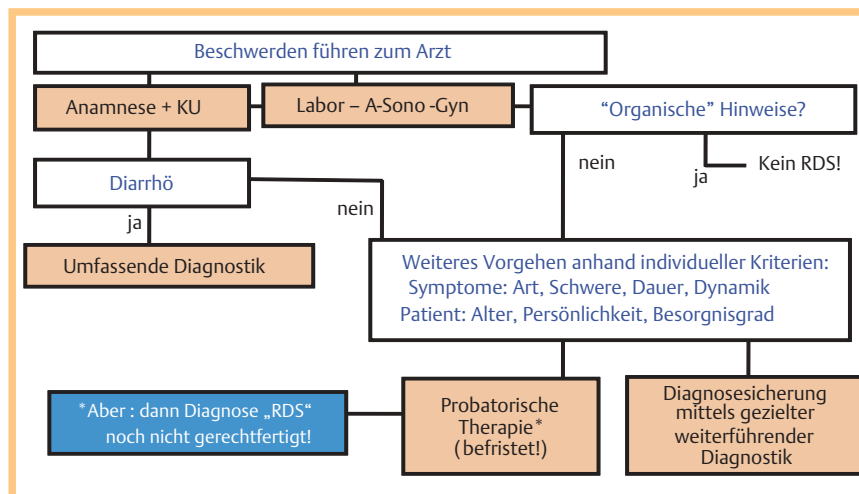 Beschwerden führen zum Arzt
Anamnese + KU
Labor – A-Sono -Gyn
“Organische” Hinweise?
nein
ja
Kein RDS!
Diarrhö
nein
ja
Umfassende Diagnostik
Weiteres Vorgehen anhand individueller Kriterien:
Symptome: Art, Schwere, Dauer, Dynamik
Patient: Alter, Persönlichkeit, Besorgnisgrad
*Aber : dann Diagnose „RDS“
noch nicht gerechtfertigt!
Probatorische
Therapie*
(befristet!)
Diagnosesicherung
mittels gezielter
weiterführender
Diagnostik